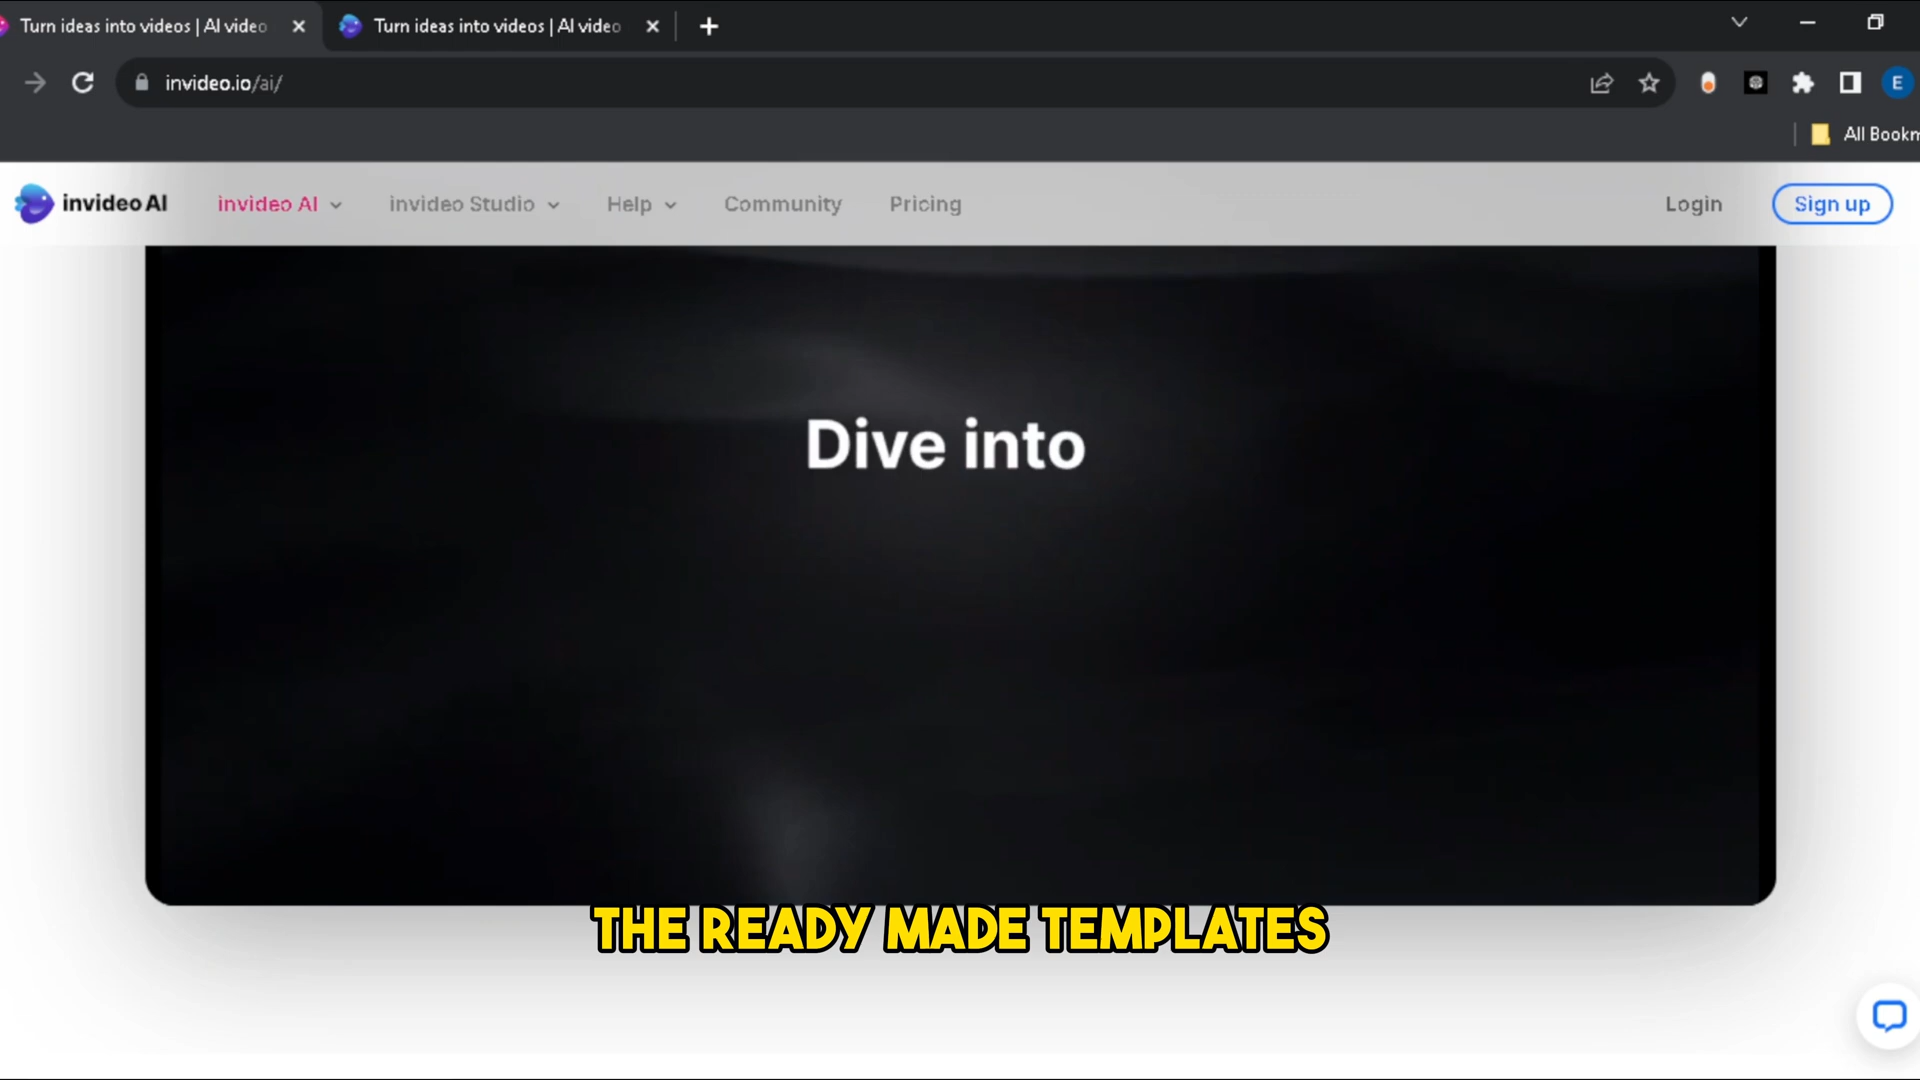 Turn ideas into videos | AI video
Turn ideas into videos | AI video
invideo.io/ai/
E
All Bookm
invideo AI
invideo AI
invideo Studio
Help
Community
Pricing
Login
Sign up
Dive into
THE READY MADE TEMPLATES